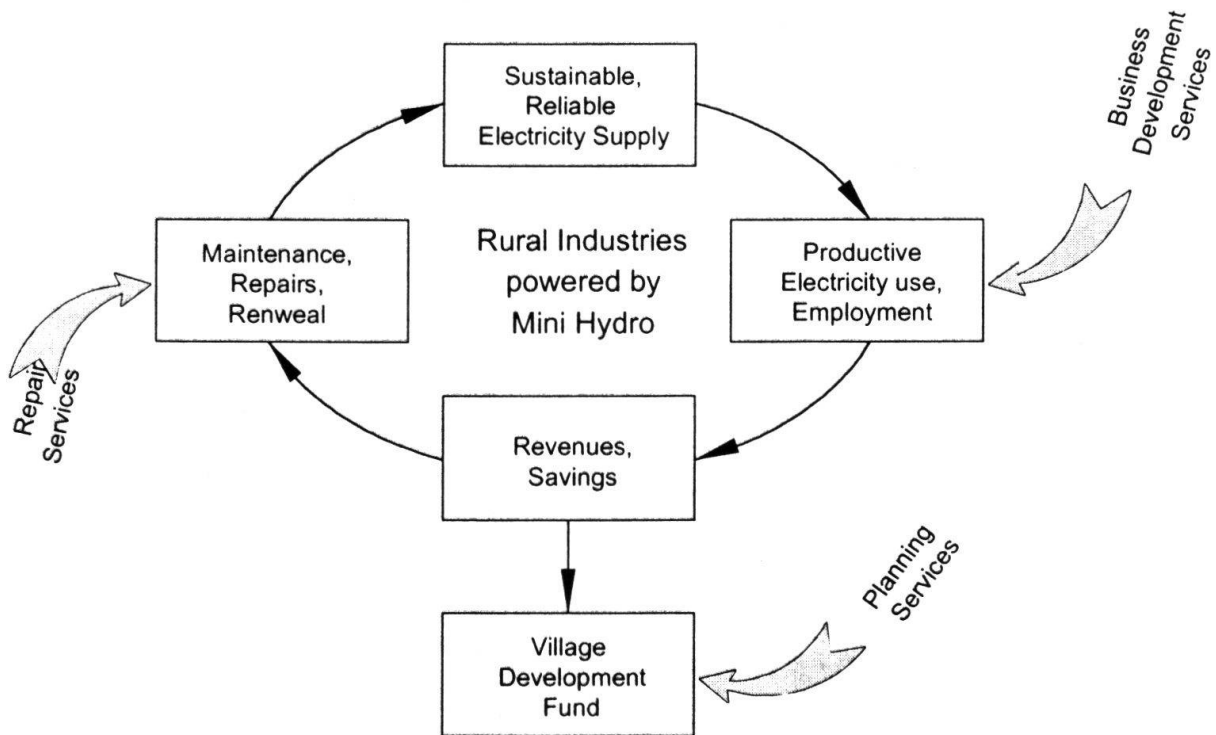 Sustainable,
Reliable
Electricity Supply
Business
Development
Services
Maintenance,
Repairs,
Renweal
Rural Industries
powered by
Mini Hydro
Productive
Electricity use,
Employment
Repair
Services
Revenues,
Savings
Planning
Services
Village
Development
Fund